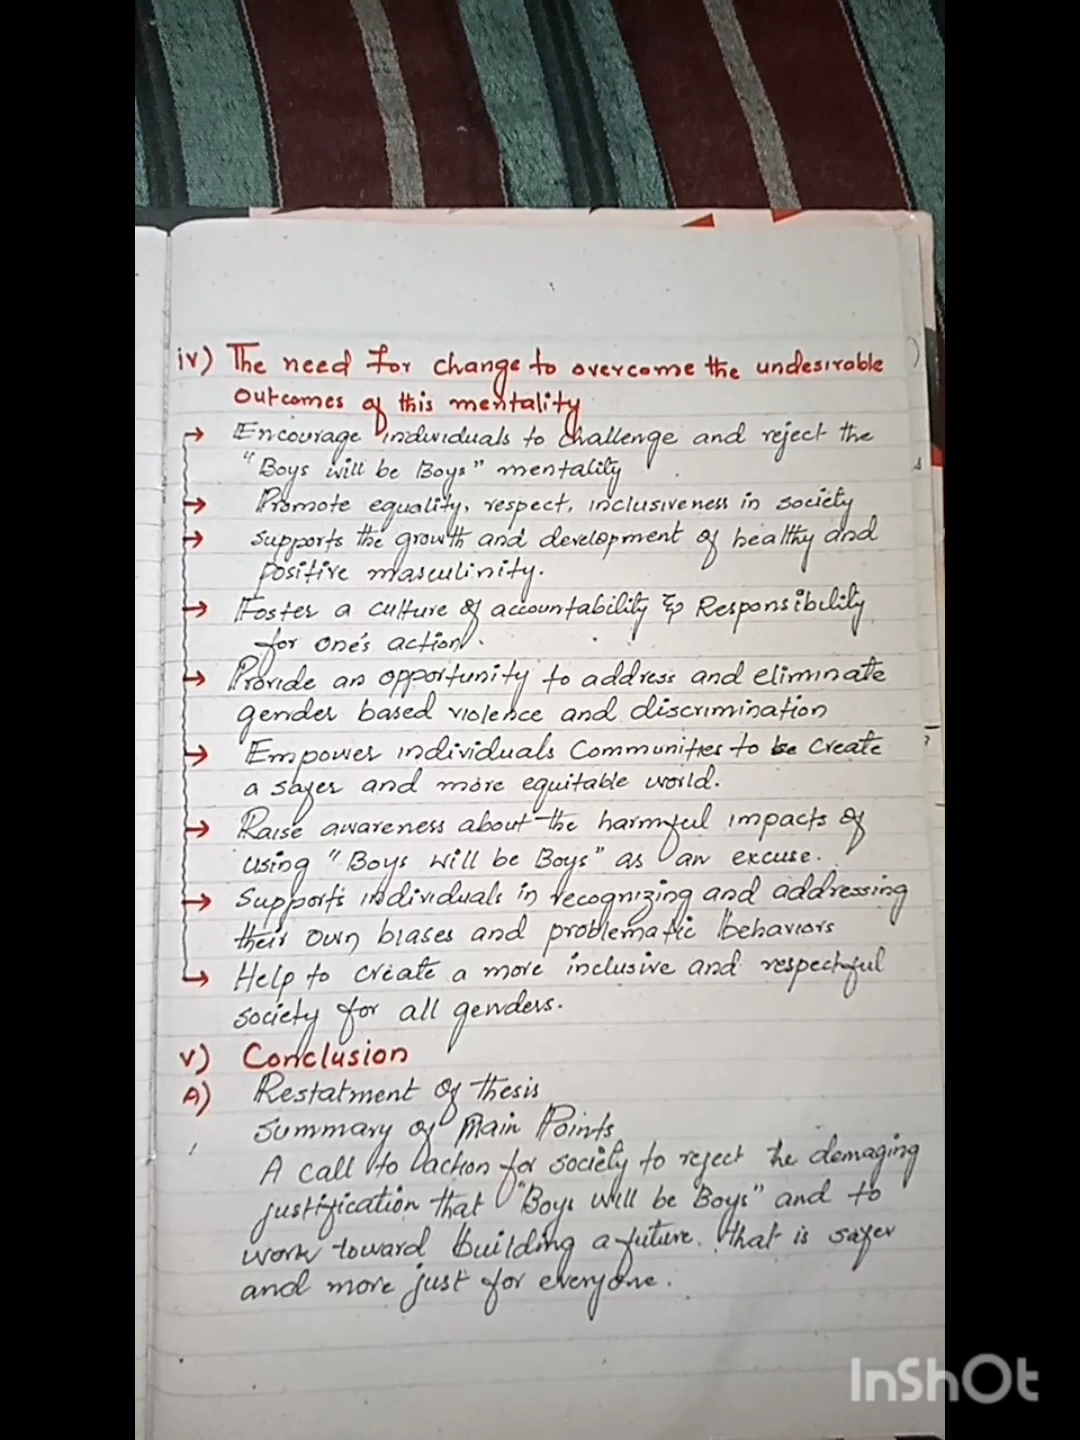 iv) The need for change to overcome the undesirable
outcomes of this mentality
→ Encourage individuals to challenge and reject the
"Boys will be Boys" mentality
→ Promote equality, respect, inclusiveness in society
→ supports the growth and development of healthy and
positive masculinity.
→ Foster a culture of accountability & Responsibility
for one's action.
→ Provide an opportunity to address and eliminate
gender based violence and discrimination
→ Empower individuals Communities to be create
a safer and more equitable world.
→ Raise awareness about the harmful impacts of
using "Boys will be Boys" as an excuse.
→ Supports individuals in recognizing and addressing
their own biases and problematic behaviors
→ Help to create a more inclusive and respectful
society for all genders.
v) Conclusion
A) Restatment of thesis
Summary of Main Points
A call to action for society to reject the demaging
justification that "Boys will be Boys" and to
work toward building a future. that is safer
and more just for everyone.
InShOt